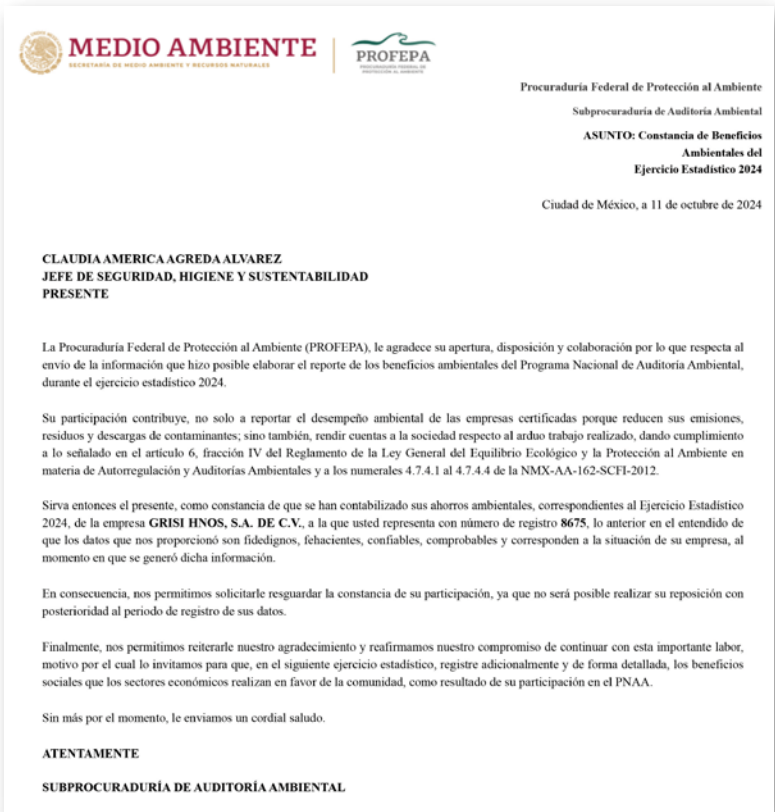 MEDIO AMBIENTE
SECRETARÍA DE MEDIO AMBIENTE Y RECURSOS NATURALES
PROFEPA
PROCURADURÍA FEDERAL DE
PROTECCIÓN AL AMBIENTE
Procuraduría Federal de Protección al Ambiente
Subprocuraduría de Auditoría Ambiental
ASUNTO: Constancia de Beneficios
Ambientales del
Ejercicio Estadístico 2024
Ciudad de México, a 11 de octubre de 2024
CLAUDIA AMERICA AGREDA ALVAREZ
JEFE DE SEGURIDAD, HIGIENE Y SUSTENTABILIDAD
PRESENTE
La Procuraduría Federal de Protección al Ambiente (PROFEPA), le agradece su apertura, disposición y colaboración por lo que respecta al
envío de la información que hizo posible elaborar el reporte de los beneficios ambientales del Programa Nacional de Auditoría Ambiental,
durante el ejercicio estadístico 2024.
Su participación contribuye, no solo a reportar el desempeño ambiental de las empresas certificadas porque reducen sus emisiones,
residuos y descargas de contaminantes; sino también, rendir cuentas a la sociedad respecto al arduo trabajo realizado, dando cumplimiento
a lo señalado en el artículo 6, fracción IV del Reglamento de la Ley General del Equilibrio Ecológico y la Protección al Ambiente en
materia de Autorregulación y Auditorías Ambientales y a los numerales 4.7.4.1 al 4.7.4.4 de la NMX-AA-162-SCFI-2012.
Sirva entonces el presente, como constancia de que se han contabilizado sus ahorros ambientales, correspondientes al Ejercicio Estadístico
2024, de la empresa GRISI HNOS, S.A. DE C.V., a la que usted representa con número de registro 8675, lo anterior en el entendido de
que los datos que nos proporcionó son fidedignos, fehacientes, confiables, comprobables y corresponden a la situación de su empresa, al
momento en que se generó dicha información.
En consecuencia, nos permitimos solicitarle resguardar la constancia de su participación, ya que no será posible realizar su reposición con
posterioridad al periodo de registro de sus datos.
Finalmente, nos permitimos reiterarle nuestro agradecimiento y reafirmamos nuestro compromiso de continuar con esta importante labor,
motivo por el cual lo invitamos para que, en el siguiente ejercicio estadístico, registre adicionalmente y de forma detallada, los beneficios
sociales que los sectores económicos realizan en favor de la comunidad, como resultado de su participación en el PNAA.
Sin más por el momento, le enviamos un cordial saludo.
ATENTAMENTE
SUBPROCURADURÍA DE AUDITORÍA AMBIENTAL